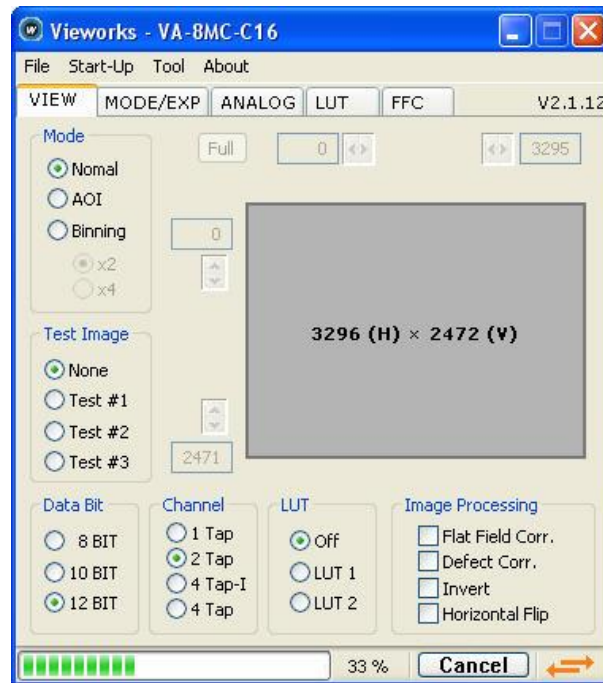 Vieworks - VA-8MC-C16
File Start-Up Tool About
VIEW MODE/EXP ANALOG LUT FFC V2.1.12
Mode
Nomal
AOI
Binning
x2
x4
Full 0 3295
0
3296 (H) × 2472 (V)
2471
Test Image
None
Test #1
Test #2
Test #3
Data Bit
8 BIT
10 BIT
12 BIT
Channel
1 Tap
2 Tap
4 Tap-I
4 Tap
LUT
Off
LUT 1
LUT 2
Image Processing
Flat Field Corr.
Defect Corr.
Invert
Horizontal Flip
33 % Cancel